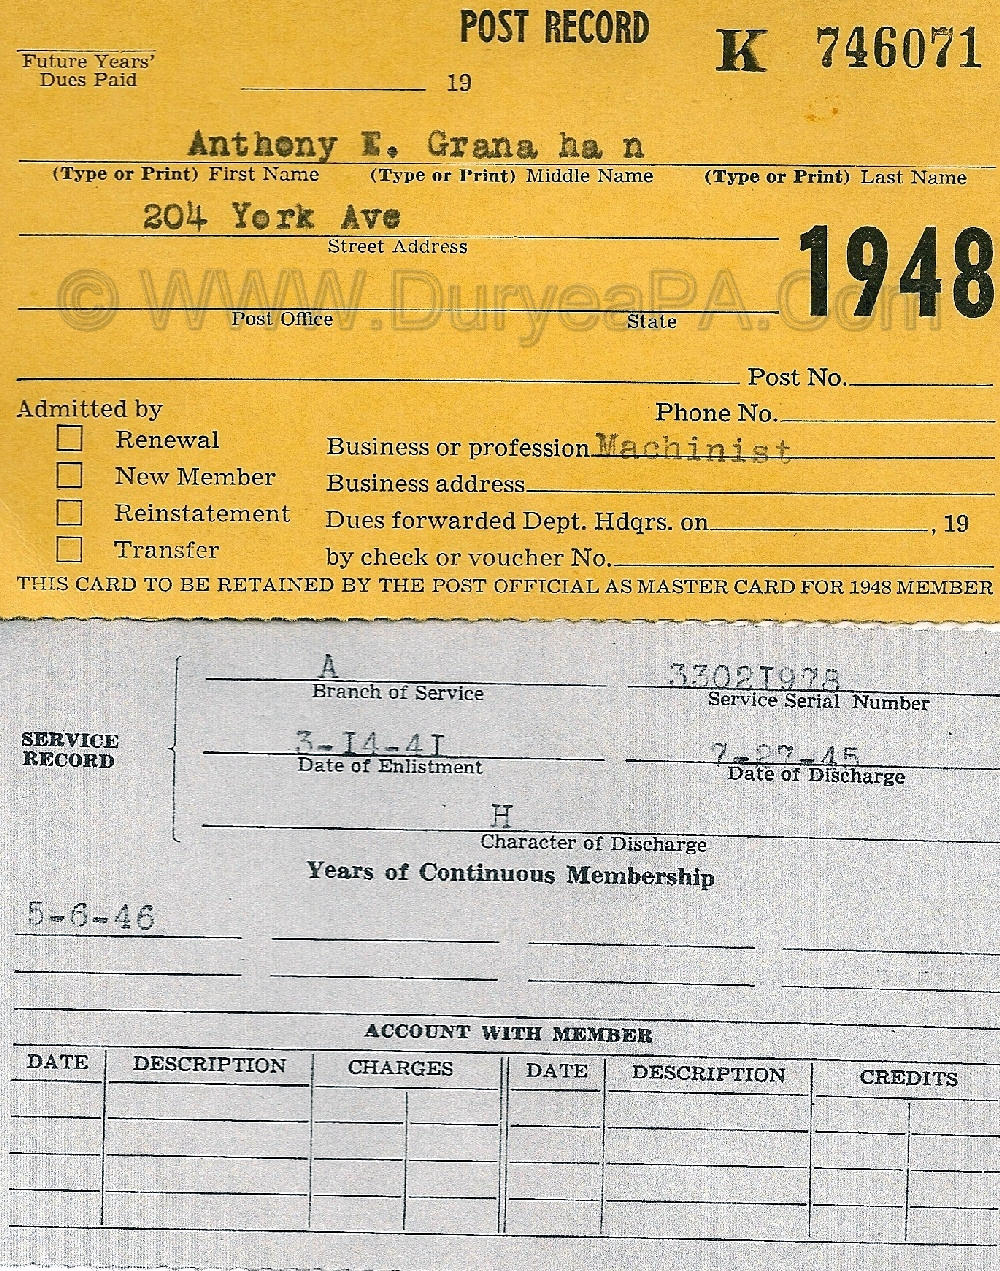 POST RECORD
K 746071
Future Years'
Dues Paid
19
Anthony E. Grana ha n
(Type or Print) First Name (Type or Print) Middle Name (Type or Print) Last Name
204 York Ave
Street Address
1948
© WWW.DuryeaPA.Com
Post Office State
Post No.
Admitted by
Phone No.
Renewal
Business or profession Machinist
New Member
Business address
Reinstatement
Dues forwarded Dept. Hdqrs. on , 19
Transfer
by check or voucher No.
THIS CARD TO BE RETAINED BY THE POST OFFICIAL AS MASTER CARD FOR 1948 MEMBER
A 3302I978
Branch of Service Service Serial Number
SERVICE
RECORD
3-I4-4I 7-27-45
Date of Enlistment Date of Discharge
H
Character of Discharge
Years of Continuous Membership
5-6-46
ACCOUNT WITH MEMBER
DATE DESCRIPTION CHARGES DATE DESCRIPTION CREDITS